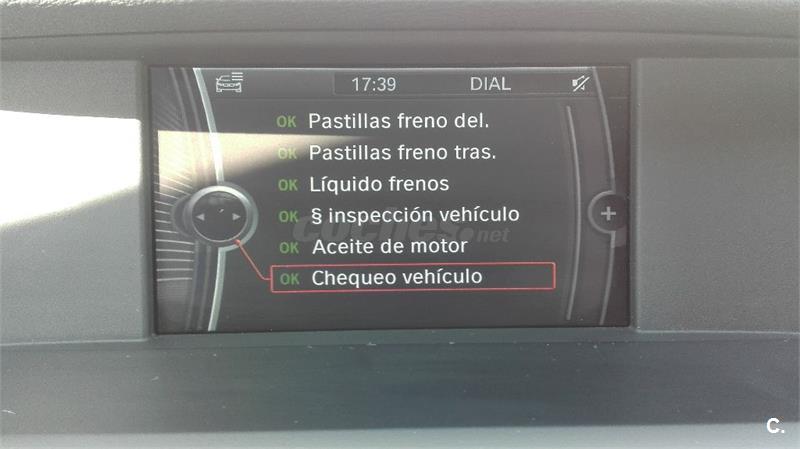 17:39 DIAL
OK Pastillas freno del.
OK Pastillas freno tras.
OK Líquido frenos
OK § inspección vehículo
coches.net
OK Aceite de motor
OK Chequeo vehículo
+
C.